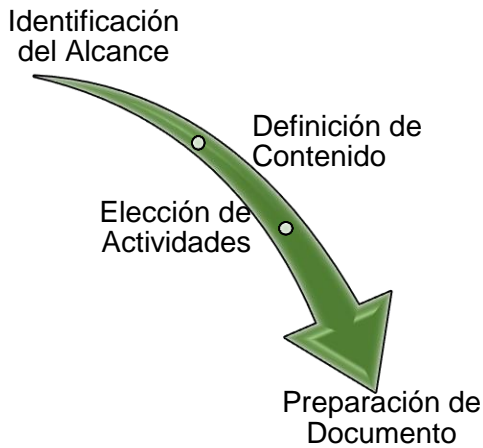 Identificación
del Alcance
Definición de
Contenido
Elección de
Actividades
Preparación de
Documento